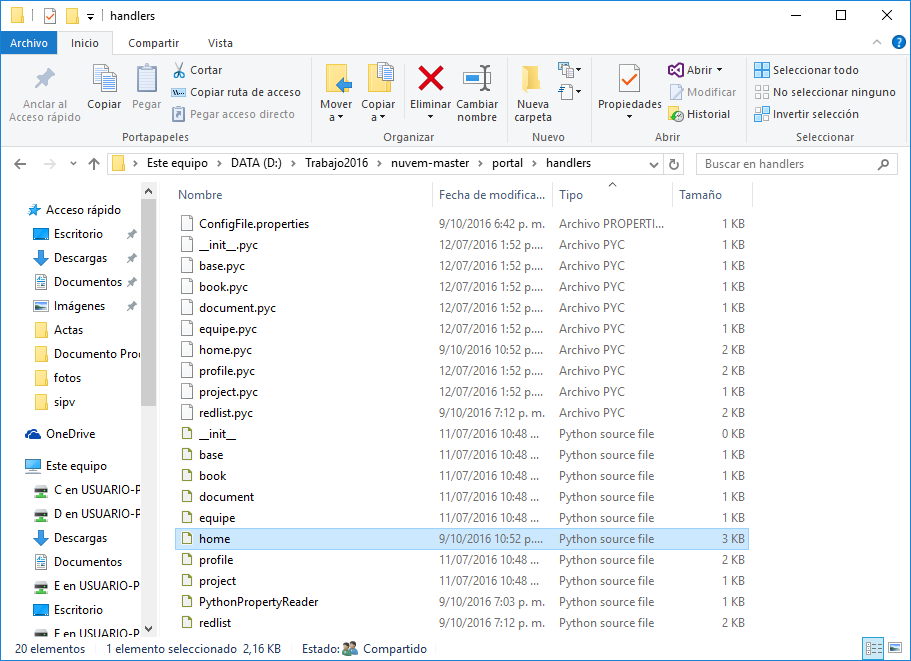 handlers
Archivo Inicio Compartir Vista
Anclar al Acceso rápido
Copiar
Pegar
Cortar
Copiar ruta de acceso
Pegar acceso directo
Portapapeles
Mover a
Copiar a
Eliminar
Cambiar nombre
Organizar
Nueva carpeta
Nuevo
Propiedades
Abrir
Modificar
Historial
Abrir
Seleccionar todo
No seleccionar ninguno
Invertir selección
Seleccionar
Este equipo > DATA (D:) > Trabajo2016 > nuvem-master > portal > handlers
Buscar en handlers
Acceso rápido
Escritorio
Descargas
Documentos
Imágenes
Actas
Documento Pro
fotos
sipv
OneDrive
Este equipo
C en USUARIO-P
D en USUARIO-P
Descargas
Documentos
E en USUARIO-P
Escritorio
F en USUARIO-P
Nombre Fecha de modifica... Tipo Tamaño
ConfigFile.properties 9/10/2016 6:42 p. m. Archivo PROPERTI... 1 KB
__init__.pyc 12/07/2016 1:52 p.... Archivo PYC 1 KB
base.pyc 12/07/2016 1:52 p.... Archivo PYC 1 KB
book.pyc 12/07/2016 1:52 p.... Archivo PYC 1 KB
document.pyc 12/07/2016 1:52 p.... Archivo PYC 1 KB
equipe.pyc 12/07/2016 1:52 p.... Archivo PYC 1 KB
home.pyc 9/10/2016 10:52 p.... Archivo PYC 2 KB
profile.pyc 12/07/2016 1:52 p.... Archivo PYC 2 KB
project.pyc 12/07/2016 1:52 p.... Archivo PYC 1 KB
redlist.pyc 9/10/2016 7:12 p. m. Archivo PYC 2 KB
__init__ 11/07/2016 10:48 ... Python source file 0 KB
base 11/07/2016 10:48 ... Python source file 1 KB
book 11/07/2016 10:48 ... Python source file 1 KB
document 11/07/2016 10:48 ... Python source file 1 KB
equipe 11/07/2016 10:48 ... Python source file 1 KB
home 9/10/2016 10:52 p.... Python source file 3 KB
profile 11/07/2016 10:48 ... Python source file 2 KB
project 11/07/2016 10:48 ... Python source file 1 KB
PythonPropertyReader 9/10/2016 7:03 p. m. Python source file 1 KB
redlist 9/10/2016 7:12 p. m. Python source file 2 KB
20 elementos 1 elemento seleccionado 2,16 KB Estado: Compartido